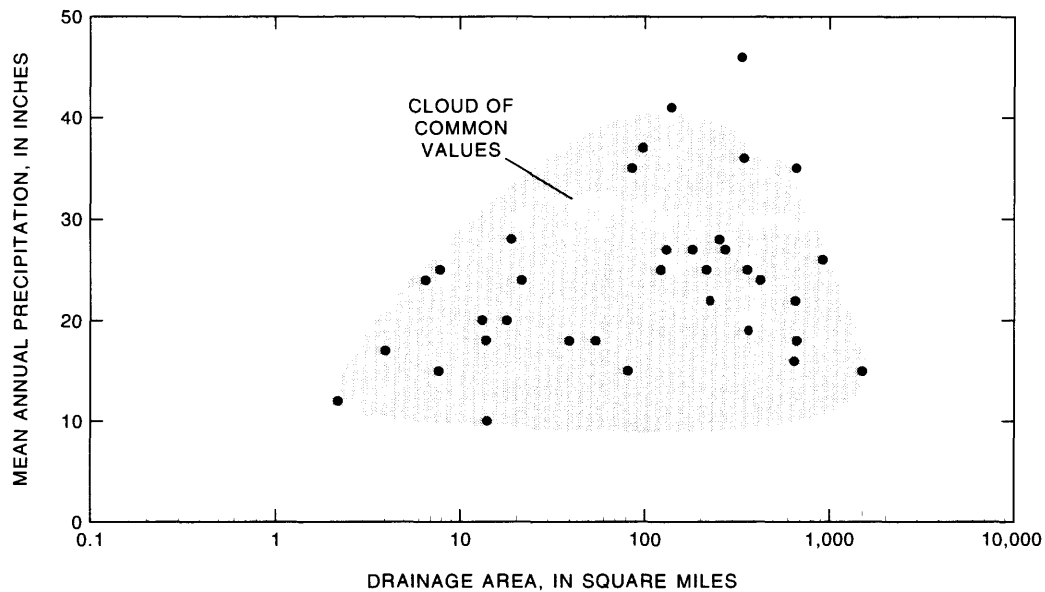 50
40
30
20
10
0
MEAN ANNUAL PRECIPITATION, IN INCHES
CLOUD OF
COMMON
VALUES
0.1 1 10 100 1,000 10,000
DRAINAGE AREA, IN SQUARE MILES